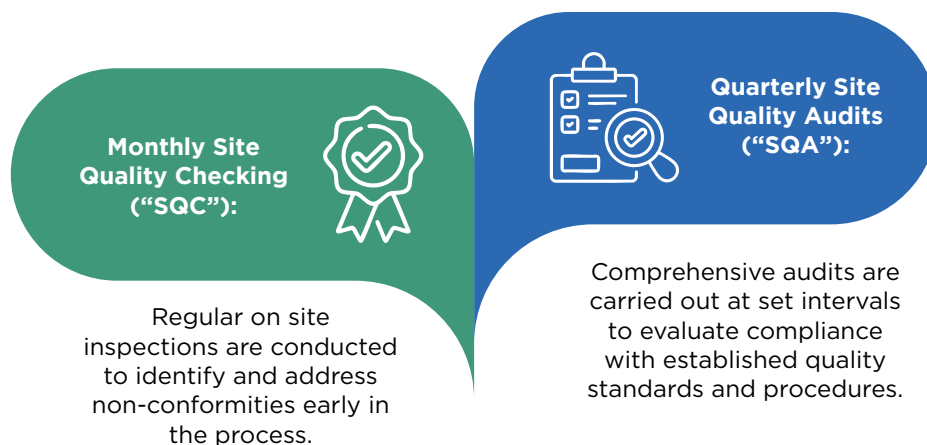 Monthly Site
Quality Checking
(“SQC”):
Regular on site
inspections are conducted
to identify and address
non-conformities early in
the process.
Quarterly Site
Quality Audits
(“SQA”):
Comprehensive audits are
carried out at set intervals
to evaluate compliance
with established quality
standards and procedures.